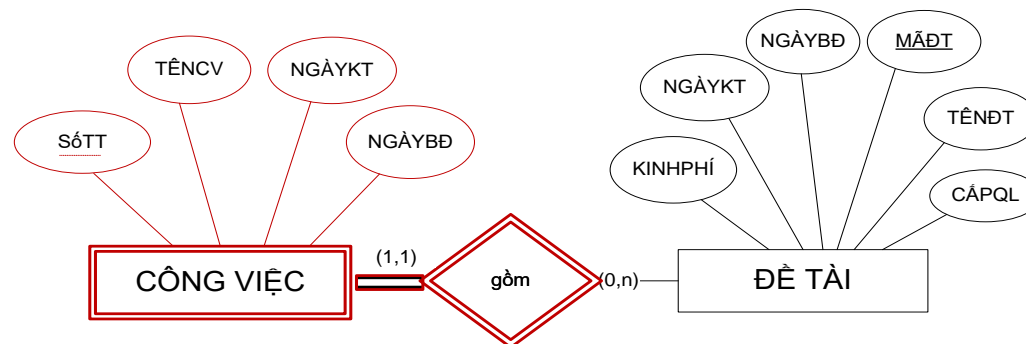 NGÀYBĐ
MÃĐT
TÊNCV
NGÀYKT
NGÀYKT
TÊNĐT
SốTT
NGÀYBĐ
KINHPHÍ
CẤPQL
(1,1)
(0,n)
CÔNG VIỆC
gồm
ĐỀ TÀI